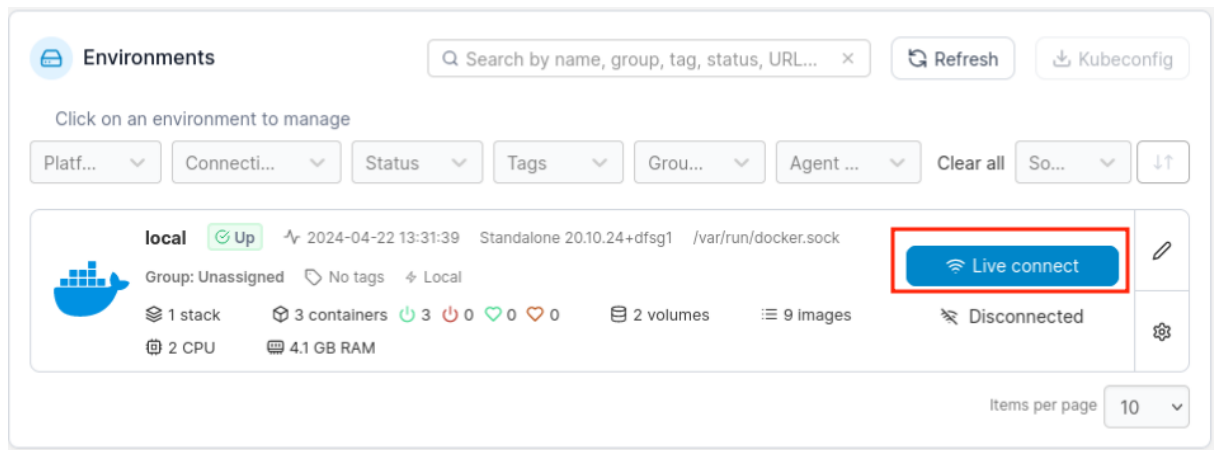 Environments
Search by name, group, tag, status, URL...
Refresh
Kubeconfig
Click on an environment to manage
Platf...
Connecti...
Status
Tags
Grou...
Agent ...
Clear all
So...
local
Up
2024-04-22 13:31:39
Standalone 20.10.24+dfsg1
/var/run/docker.sock
Live connect
Group: Unassigned
No tags
Local
1 stack
3 containers
3
0
0
0
2 volumes
9 images
Disconnected
2 CPU
4.1 GB RAM
Items per page
10